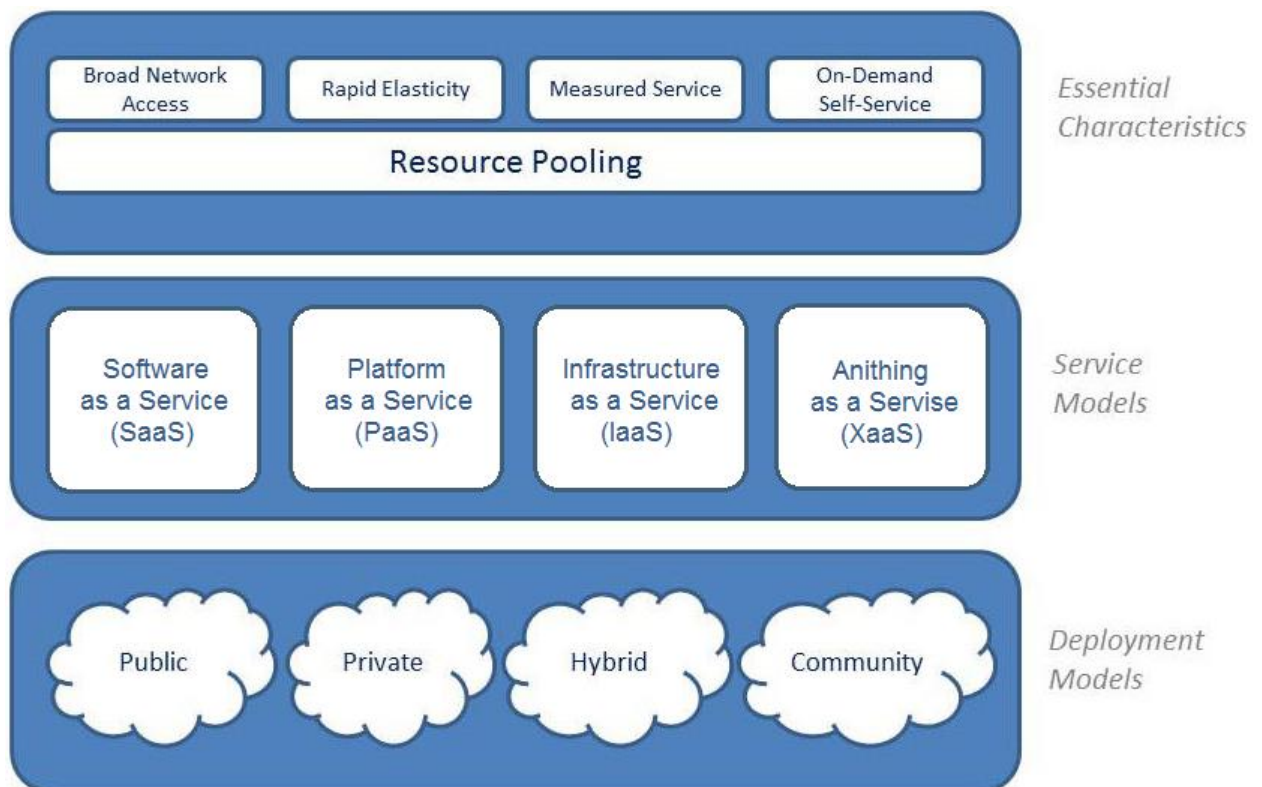 Broad Network
Access
Rapid Elasticity
Measured Service
On-Demand
Self-Service
Essential
Characteristics
Resource Pooling
Software
as a Service
(SaaS)
Platform
as a Service
(PaaS)
Infrastructure
as a Service
(IaaS)
Anithing
as a Servise
(XaaS)
Service
Models
Public
Private
Hybrid
Community
Deployment
Models